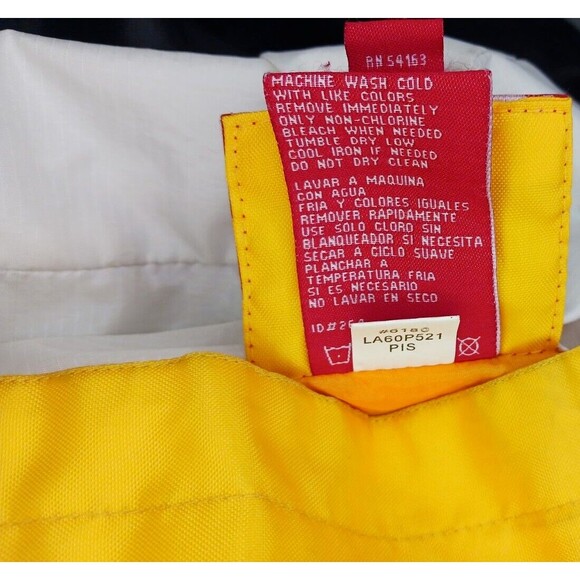 RN 54163
MACHINE WASH COLD
WITH LIKE COLORS
REMOVE IMMEDIATELY
ONLY NON-CHLORINE
BLEACH WHEN NEEDED
TUMBLE DRY LOW
COOL IRON IF NEEDED
DO NOT DRY CLEAN
LAVAR A MAQUINA
CON AGUA
FRIA Y COLORES IGUALES
REMOVER RAPIDAMENTE
USE SOLO CLORO SIN
BLANQUEADOR SI NECESITA
SECAR A CICLO SUAVE
PLANCHAR A
TEMPERATURA FRIA
SI ES NECESARIO
NO LAVAR EN SECO
ID#
LA60P521
PIS